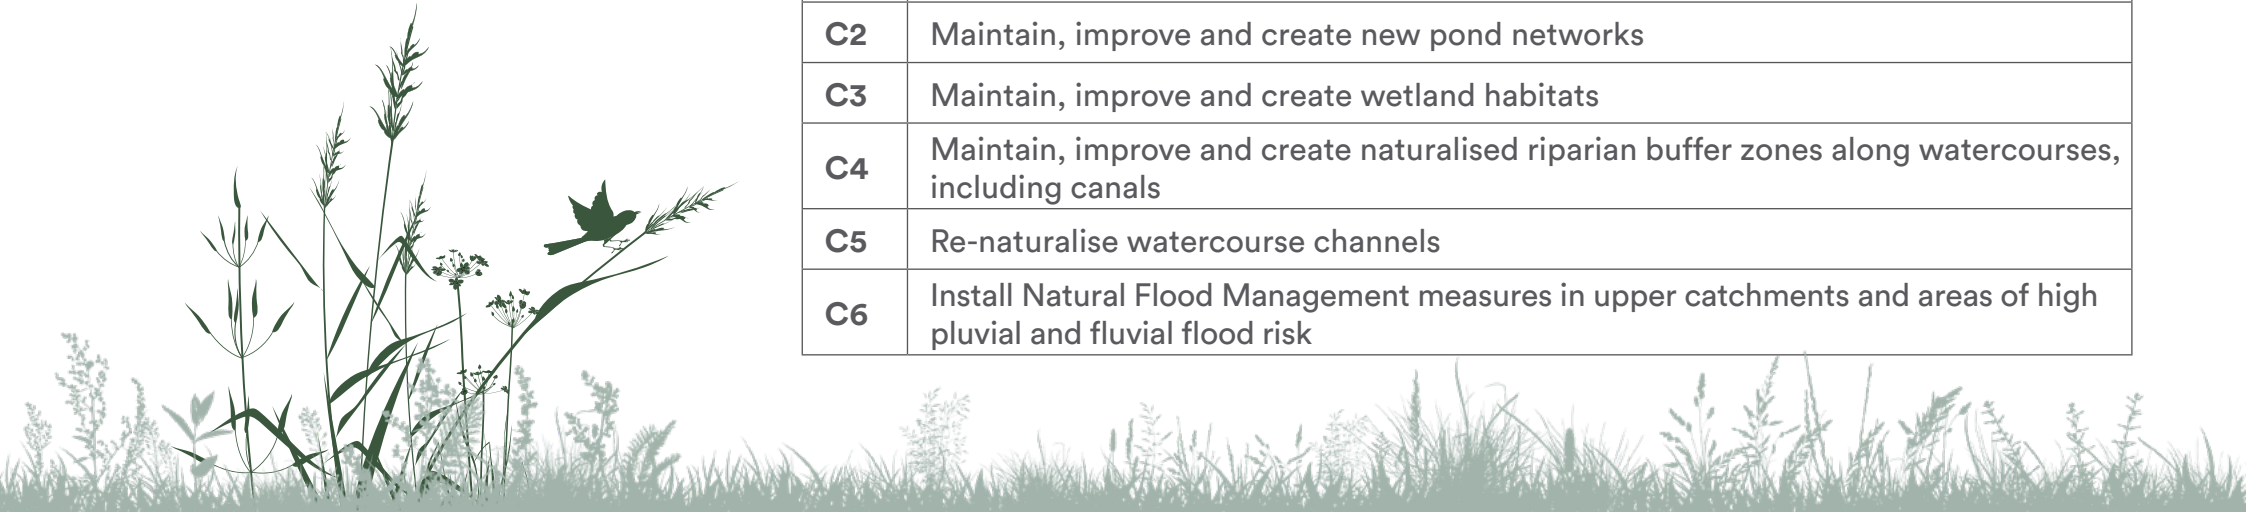 C2 Maintain, improve and create new pond networks
C3 Maintain, improve and create wetland habitats
C4 Maintain, improve and create naturalised riparian buffer zones along watercourses,
including canals
C5 Re-naturalise watercourse channels
C6 Install Natural Flood Management measures in upper catchments and areas of high
pluvial and fluvial flood risk